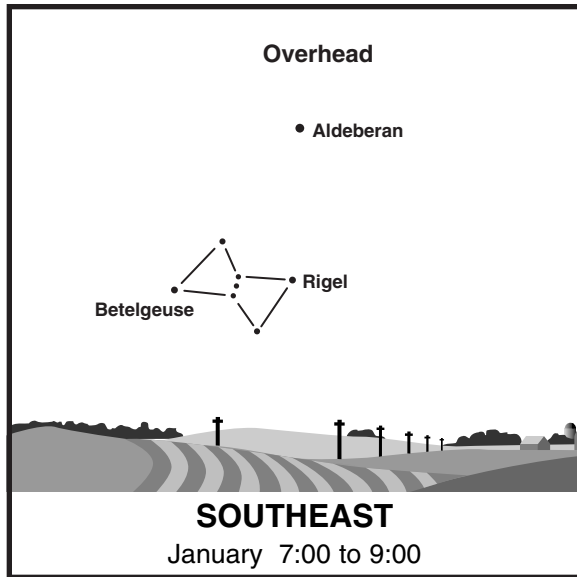 Overhead
Aldeberan
Rigel
Betelgeuse
SOUTHEAST
January 7:00 to 9:00